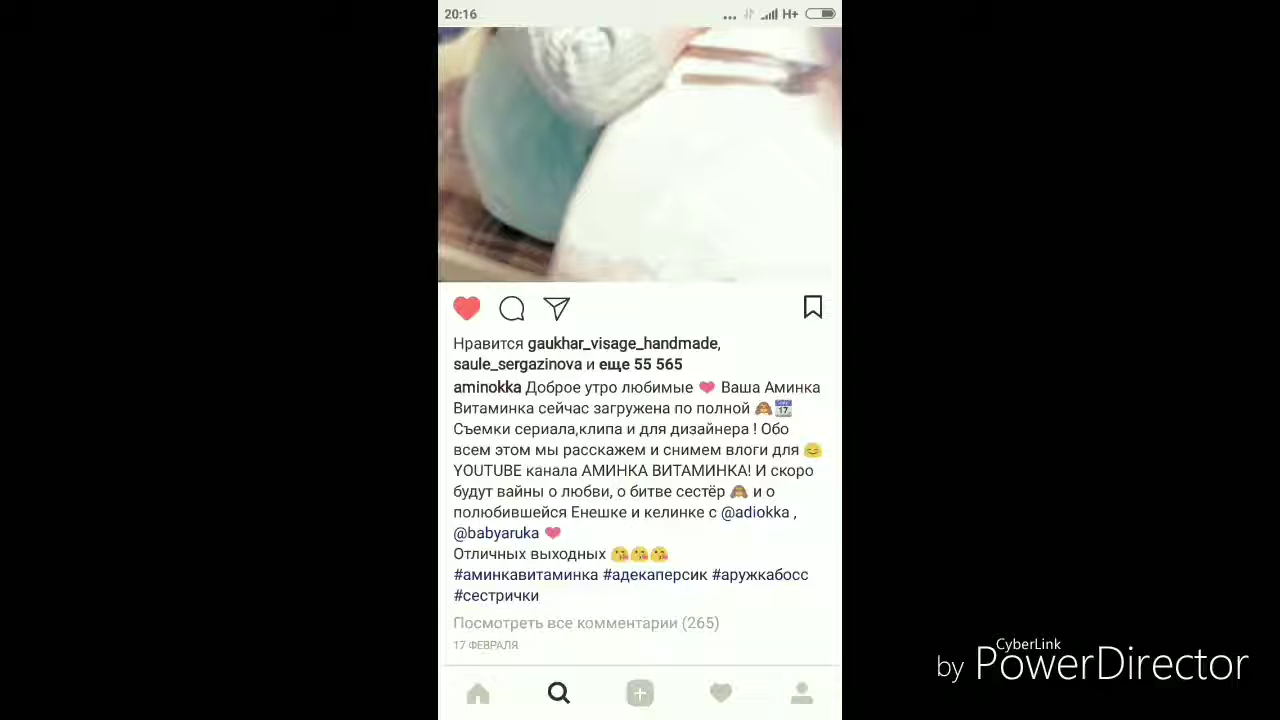 20:16
... H+
Нравится gaukhar_visage_handmade,
saule_sergazinova и еще 55 565
aminokka Доброе утро любимые ❤ Ваша Аминка
Витаминка сейчас загружена по полной 🙈📅
Съемки сериала,клипа и для дизайнера ! Обо
всем этом мы расскажем и снимем влоги для 😊
YOUTUBE канала АМИНКА ВИТАМИНКА! И скоро
будут вайны о любви, о битве сестёр 🙈 и о
полюбившейся Енешке и келинке с @adiokka ,
@babyaruka ❤
Отличных выходных 😘😘😘
#аминкавитаминка #адекаперсик #аружкабосс
#сестрички
Посмотреть все комментарии (265)
17 ФЕВРАЛЯ
CyberLink
by PowerDirector